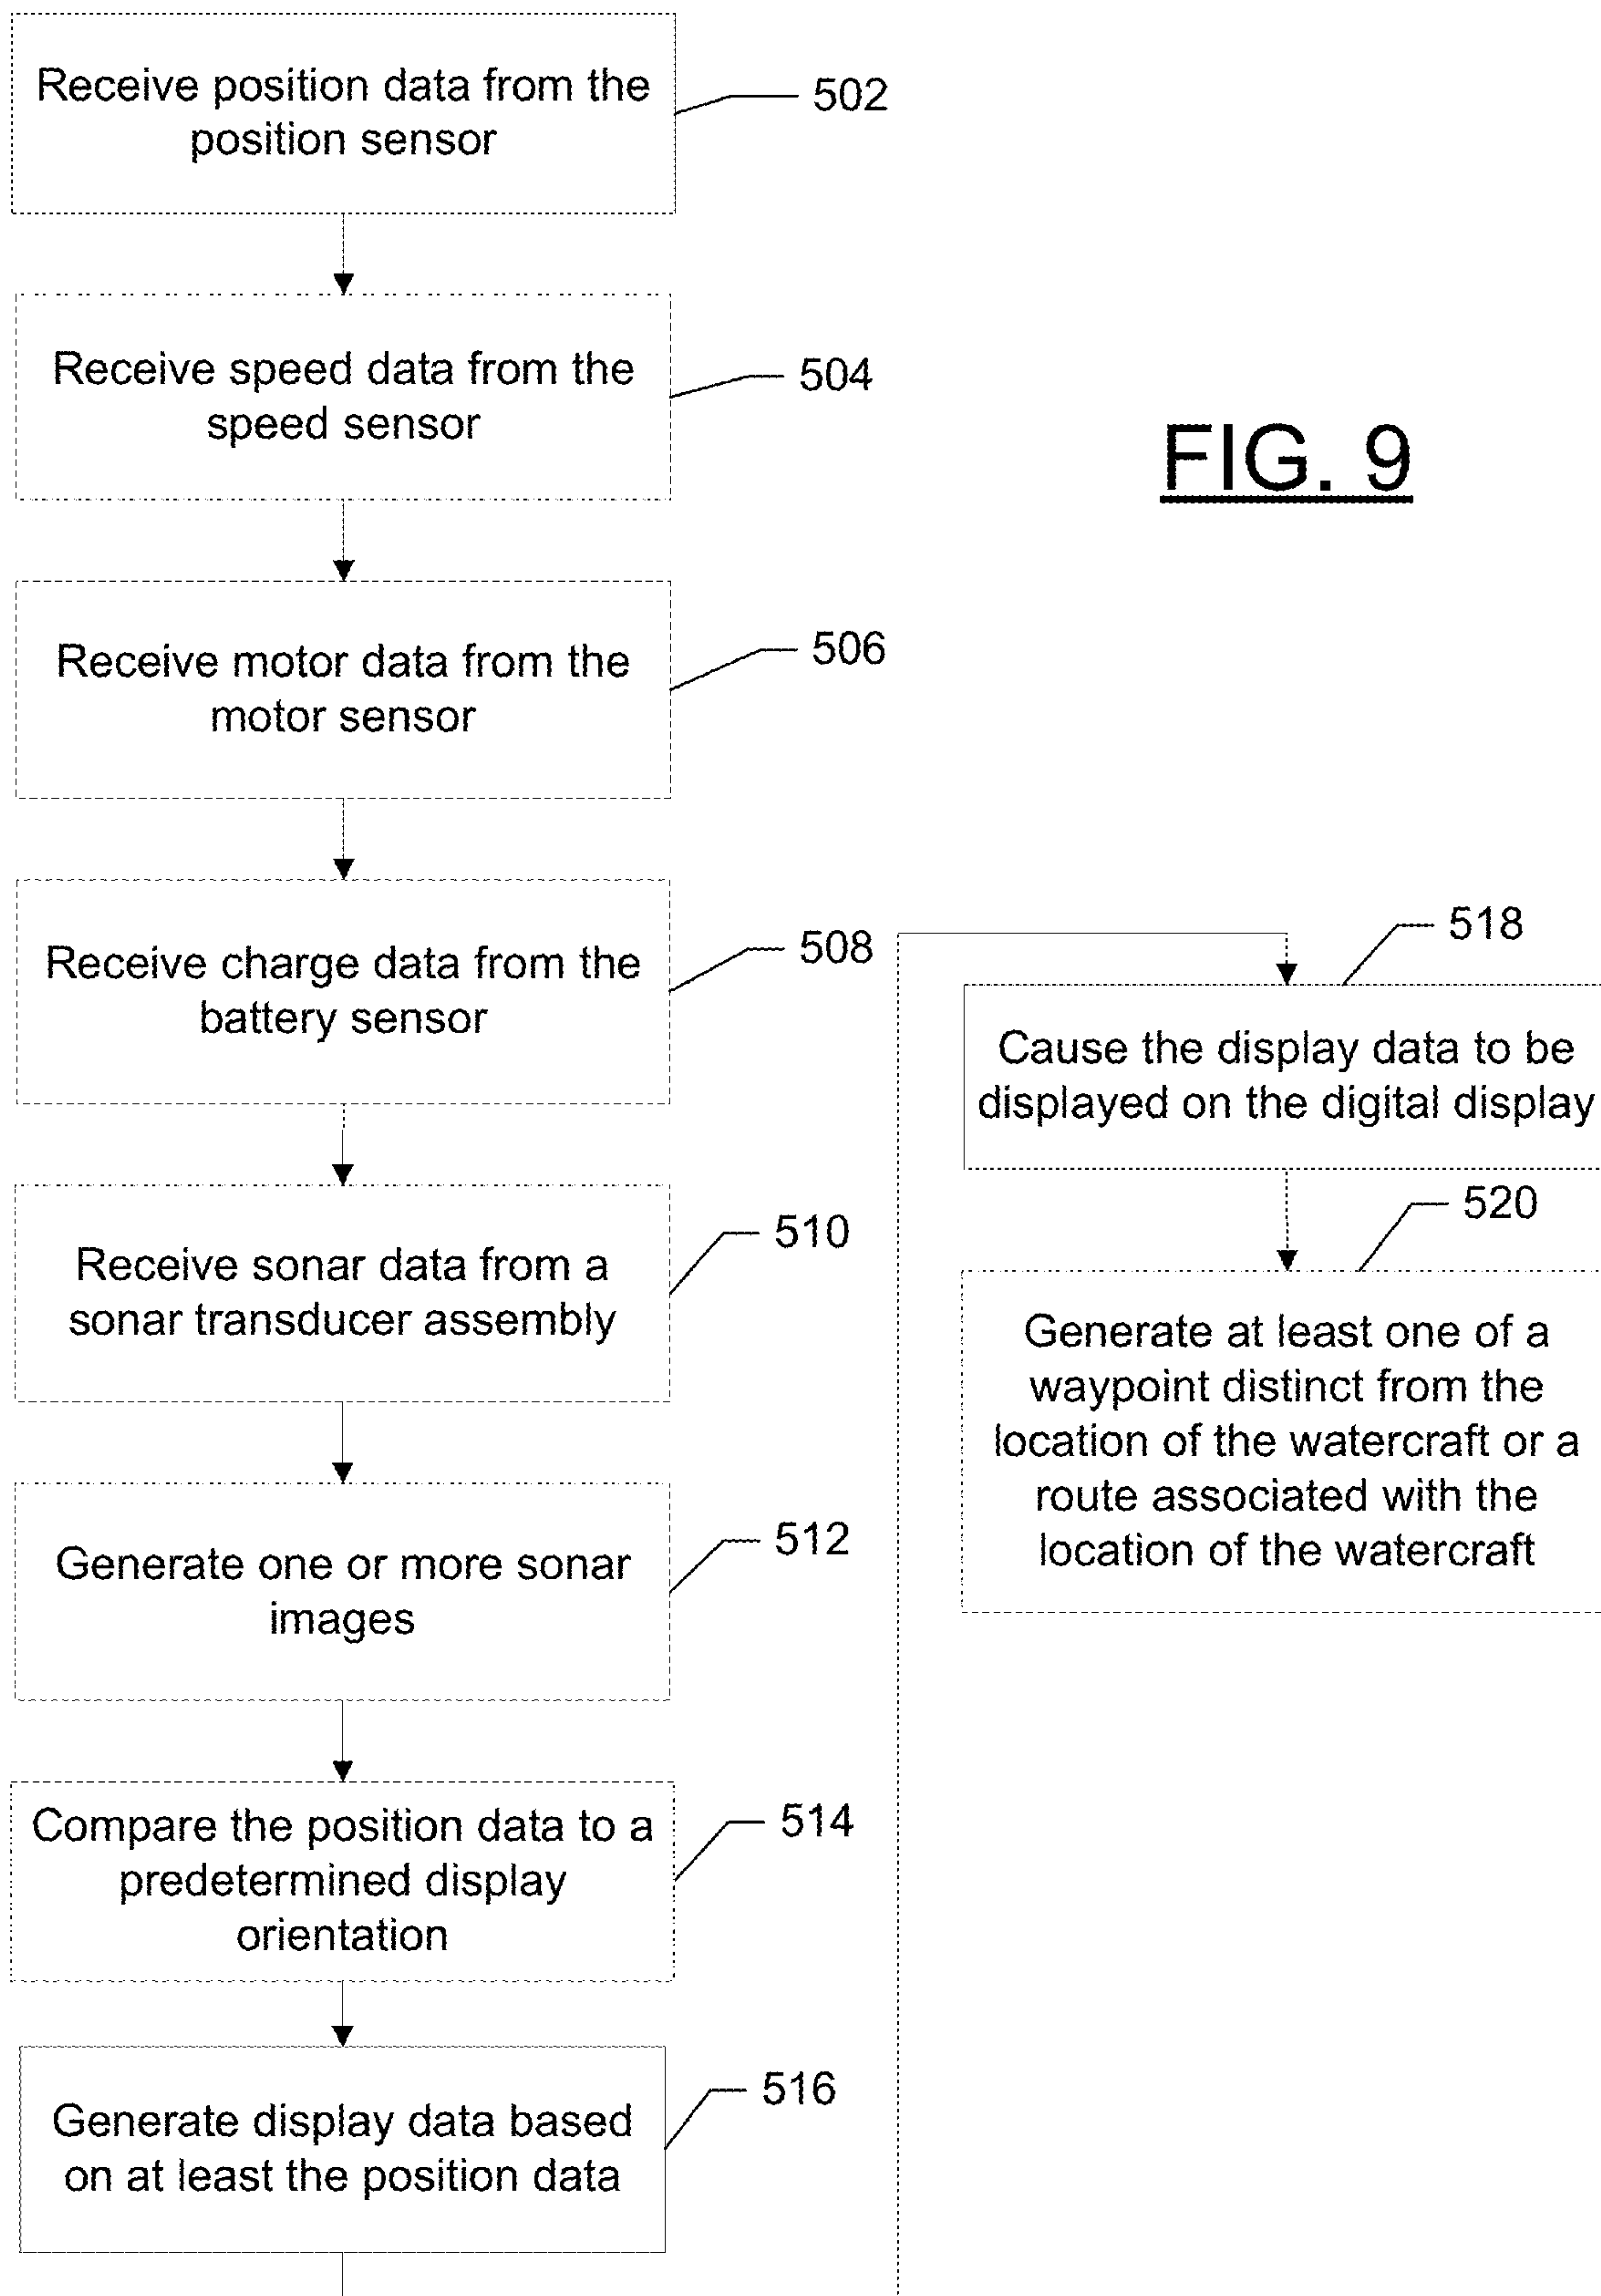 Receive position data from the
position sensor
502
Receive speed data from the
speed sensor
504
FIG. 9
Receive motor data from the
motor sensor
506
Receive charge data from the
battery sensor
508
Receive sonar data from a
sonar transducer assembly
510
Generate one or more sonar
images
512
Compare the position data to a
predetermined display
orientation
514
Generate display data based
on at least the position data
516
518
Cause the display data to be
displayed on the digital display
520
Generate at least one of a
waypoint distinct from the
location of the watercraft or a
route associated with the
location of the watercraft